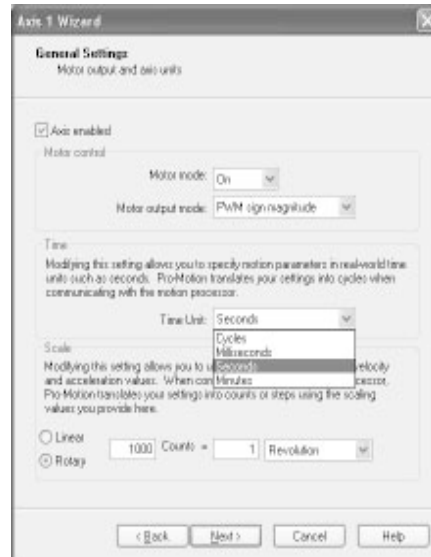 Axis 1 Wizard
General Settings
Motor output and axis units
Axis enabled
Motor control
Motor mode: On
Motor output mode: PWM sign magnitude
Time
Modifying this setting allows you to specify motion parameters in real-world time
units such as seconds. Pro-Motion translates your settings into cycles when
communicating with the motion processor.
Time Unit: Seconds
Cycles
Milliseconds
Seconds
Minutes
Scale
Modifying this setting allows you to u velocity
and acceleration values. When com cessor,
Pro-Motion translates your settings into counts or steps using the scaling
values you provide here.
Linear
Rotary
1000 Counts = 1 Revolution
< Back Next > Cancel Help